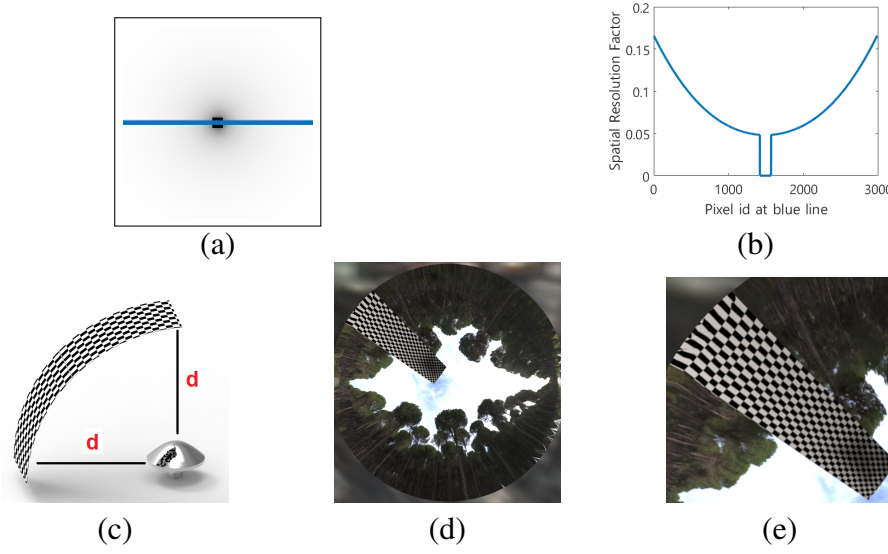 0.2
0.15
0.1
0.05
0
0
1000
2000
3000
Spatial Resolution Factor
Pixel id at blue line
(a)
(b)
d
d
(c)
(d)
(e)